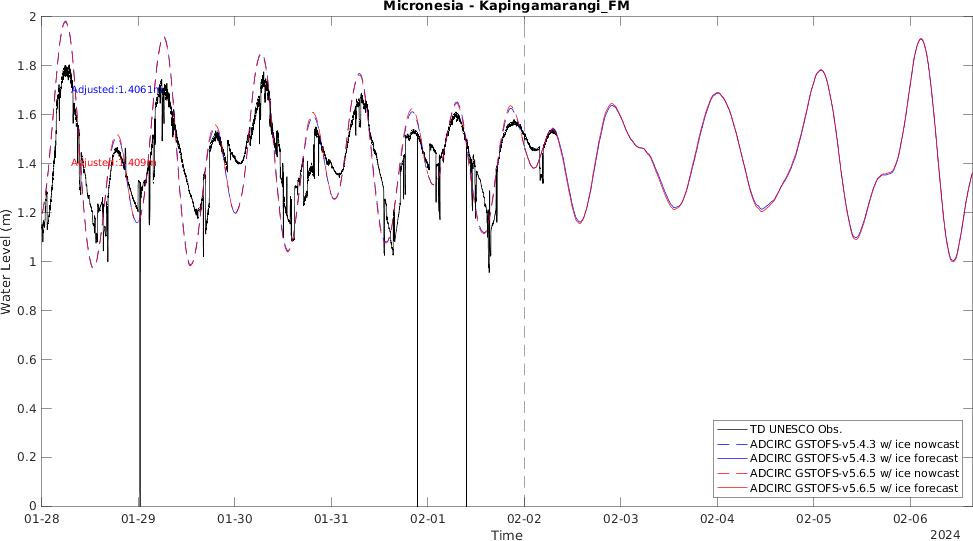 Micronesia - Kapingamarangi_FM
Water Level (m)
2
1.8
1.6
1.4
1.2
1
0.8
0.6
0.4
0.2
0
Adjusted:1.4061m
TD UNESCO Obs.
ADCIRC GSTOFS-v5.4.3 w/ ice nowcast
ADCIRC GSTOFS-v5.4.3 w/ ice forecast
ADCIRC GSTOFS-v5.6.5 w/ ice nowcast
ADCIRC GSTOFS-v5.6.5 w/ ice forecast
01-28 01-29 01-30 01-31 02-01 02-02 02-03 02-04 02-05 02-06
Time
2024